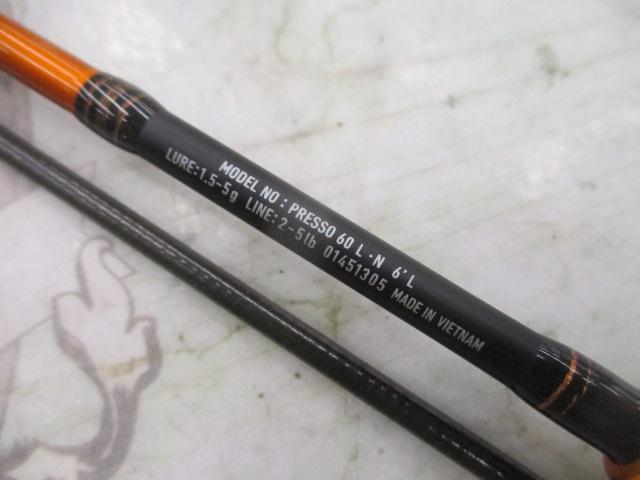 MODEL NO : PRESSO 60 L・N 6'L
LURE:1.5-5g LINE:2-5lb 01451305 MADE IN VIETNAM